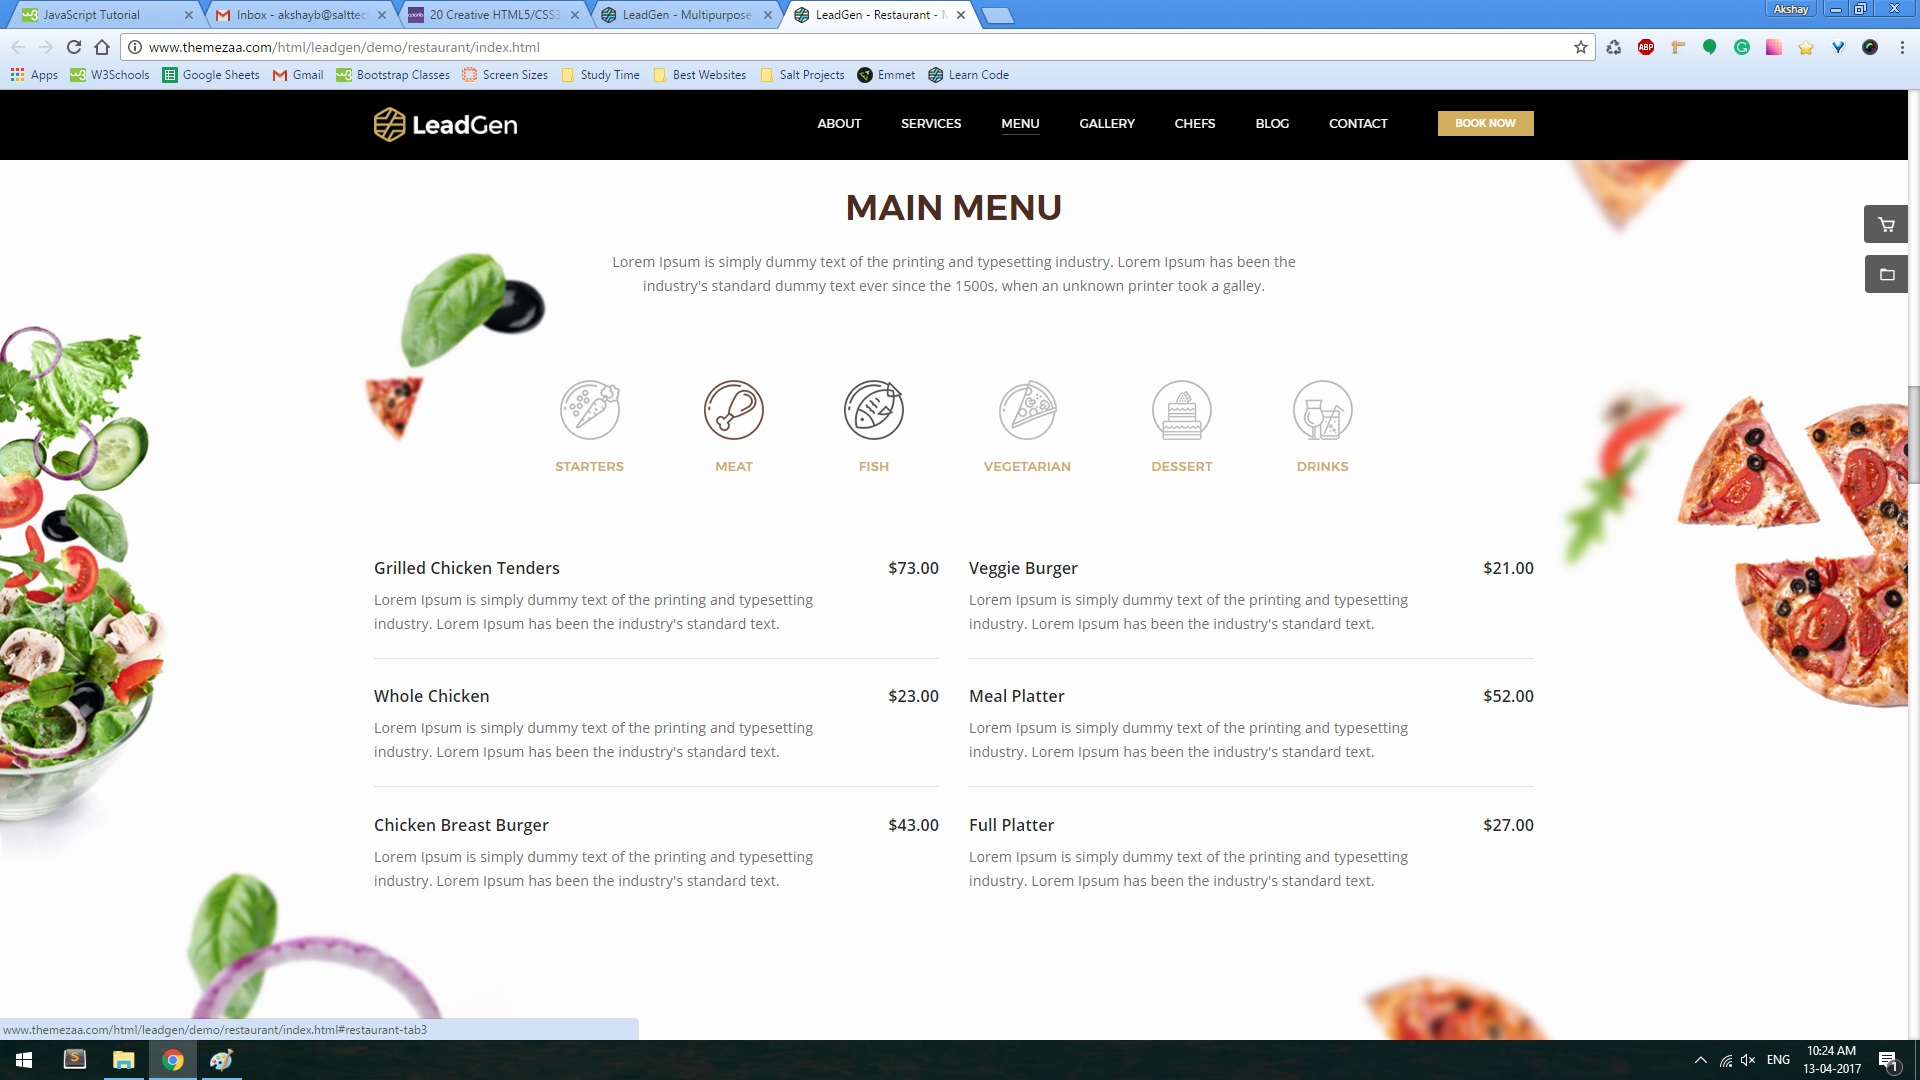 JavaScript Tutorial
Inbox - akshayb@salttec
20 Creative HTML5/CSS3
LeadGen - Multipurpose
LeadGen - Restaurant -
Akshay
www.themezaa.com/html/leadgen/demo/restaurant/index.html
ABP
Apps
W3Schools
Google Sheets
Gmail
Bootstrap Classes
Screen Sizes
Study Time
Best Websites
Salt Projects
Emmet
Learn Code
LeadGen
ABOUT
SERVICES
MENU
GALLERY
CHEFS
BLOG
CONTACT
BOOK NOW
MAIN MENU
Lorem Ipsum is simply dummy text of the printing and typesetting industry. Lorem Ipsum has been the
industry's standard dummy text ever since the 1500s, when an unknown printer took a galley.
STARTERS
MEAT
FISH
VEGETARIAN
DESSERT
DRINKS
Grilled Chicken Tenders $73.00
Lorem Ipsum is simply dummy text of the printing and typesetting
industry. Lorem Ipsum has been the industry's standard text.
Veggie Burger $21.00
Lorem Ipsum is simply dummy text of the printing and typesetting
industry. Lorem Ipsum has been the industry's standard text.
Whole Chicken $23.00
Lorem Ipsum is simply dummy text of the printing and typesetting
industry. Lorem Ipsum has been the industry's standard text.
Meal Platter $52.00
Lorem Ipsum is simply dummy text of the printing and typesetting
industry. Lorem Ipsum has been the industry's standard text.
Chicken Breast Burger $43.00
Lorem Ipsum is simply dummy text of the printing and typesetting
industry. Lorem Ipsum has been the industry's standard text.
Full Platter $27.00
Lorem Ipsum is simply dummy text of the printing and typesetting
industry. Lorem Ipsum has been the industry's standard text.
www.themezaa.com/html/leadgen/demo/restaurant/index.html#restaurant-tab3
ENG
10:24 AM
13-04-2017
1